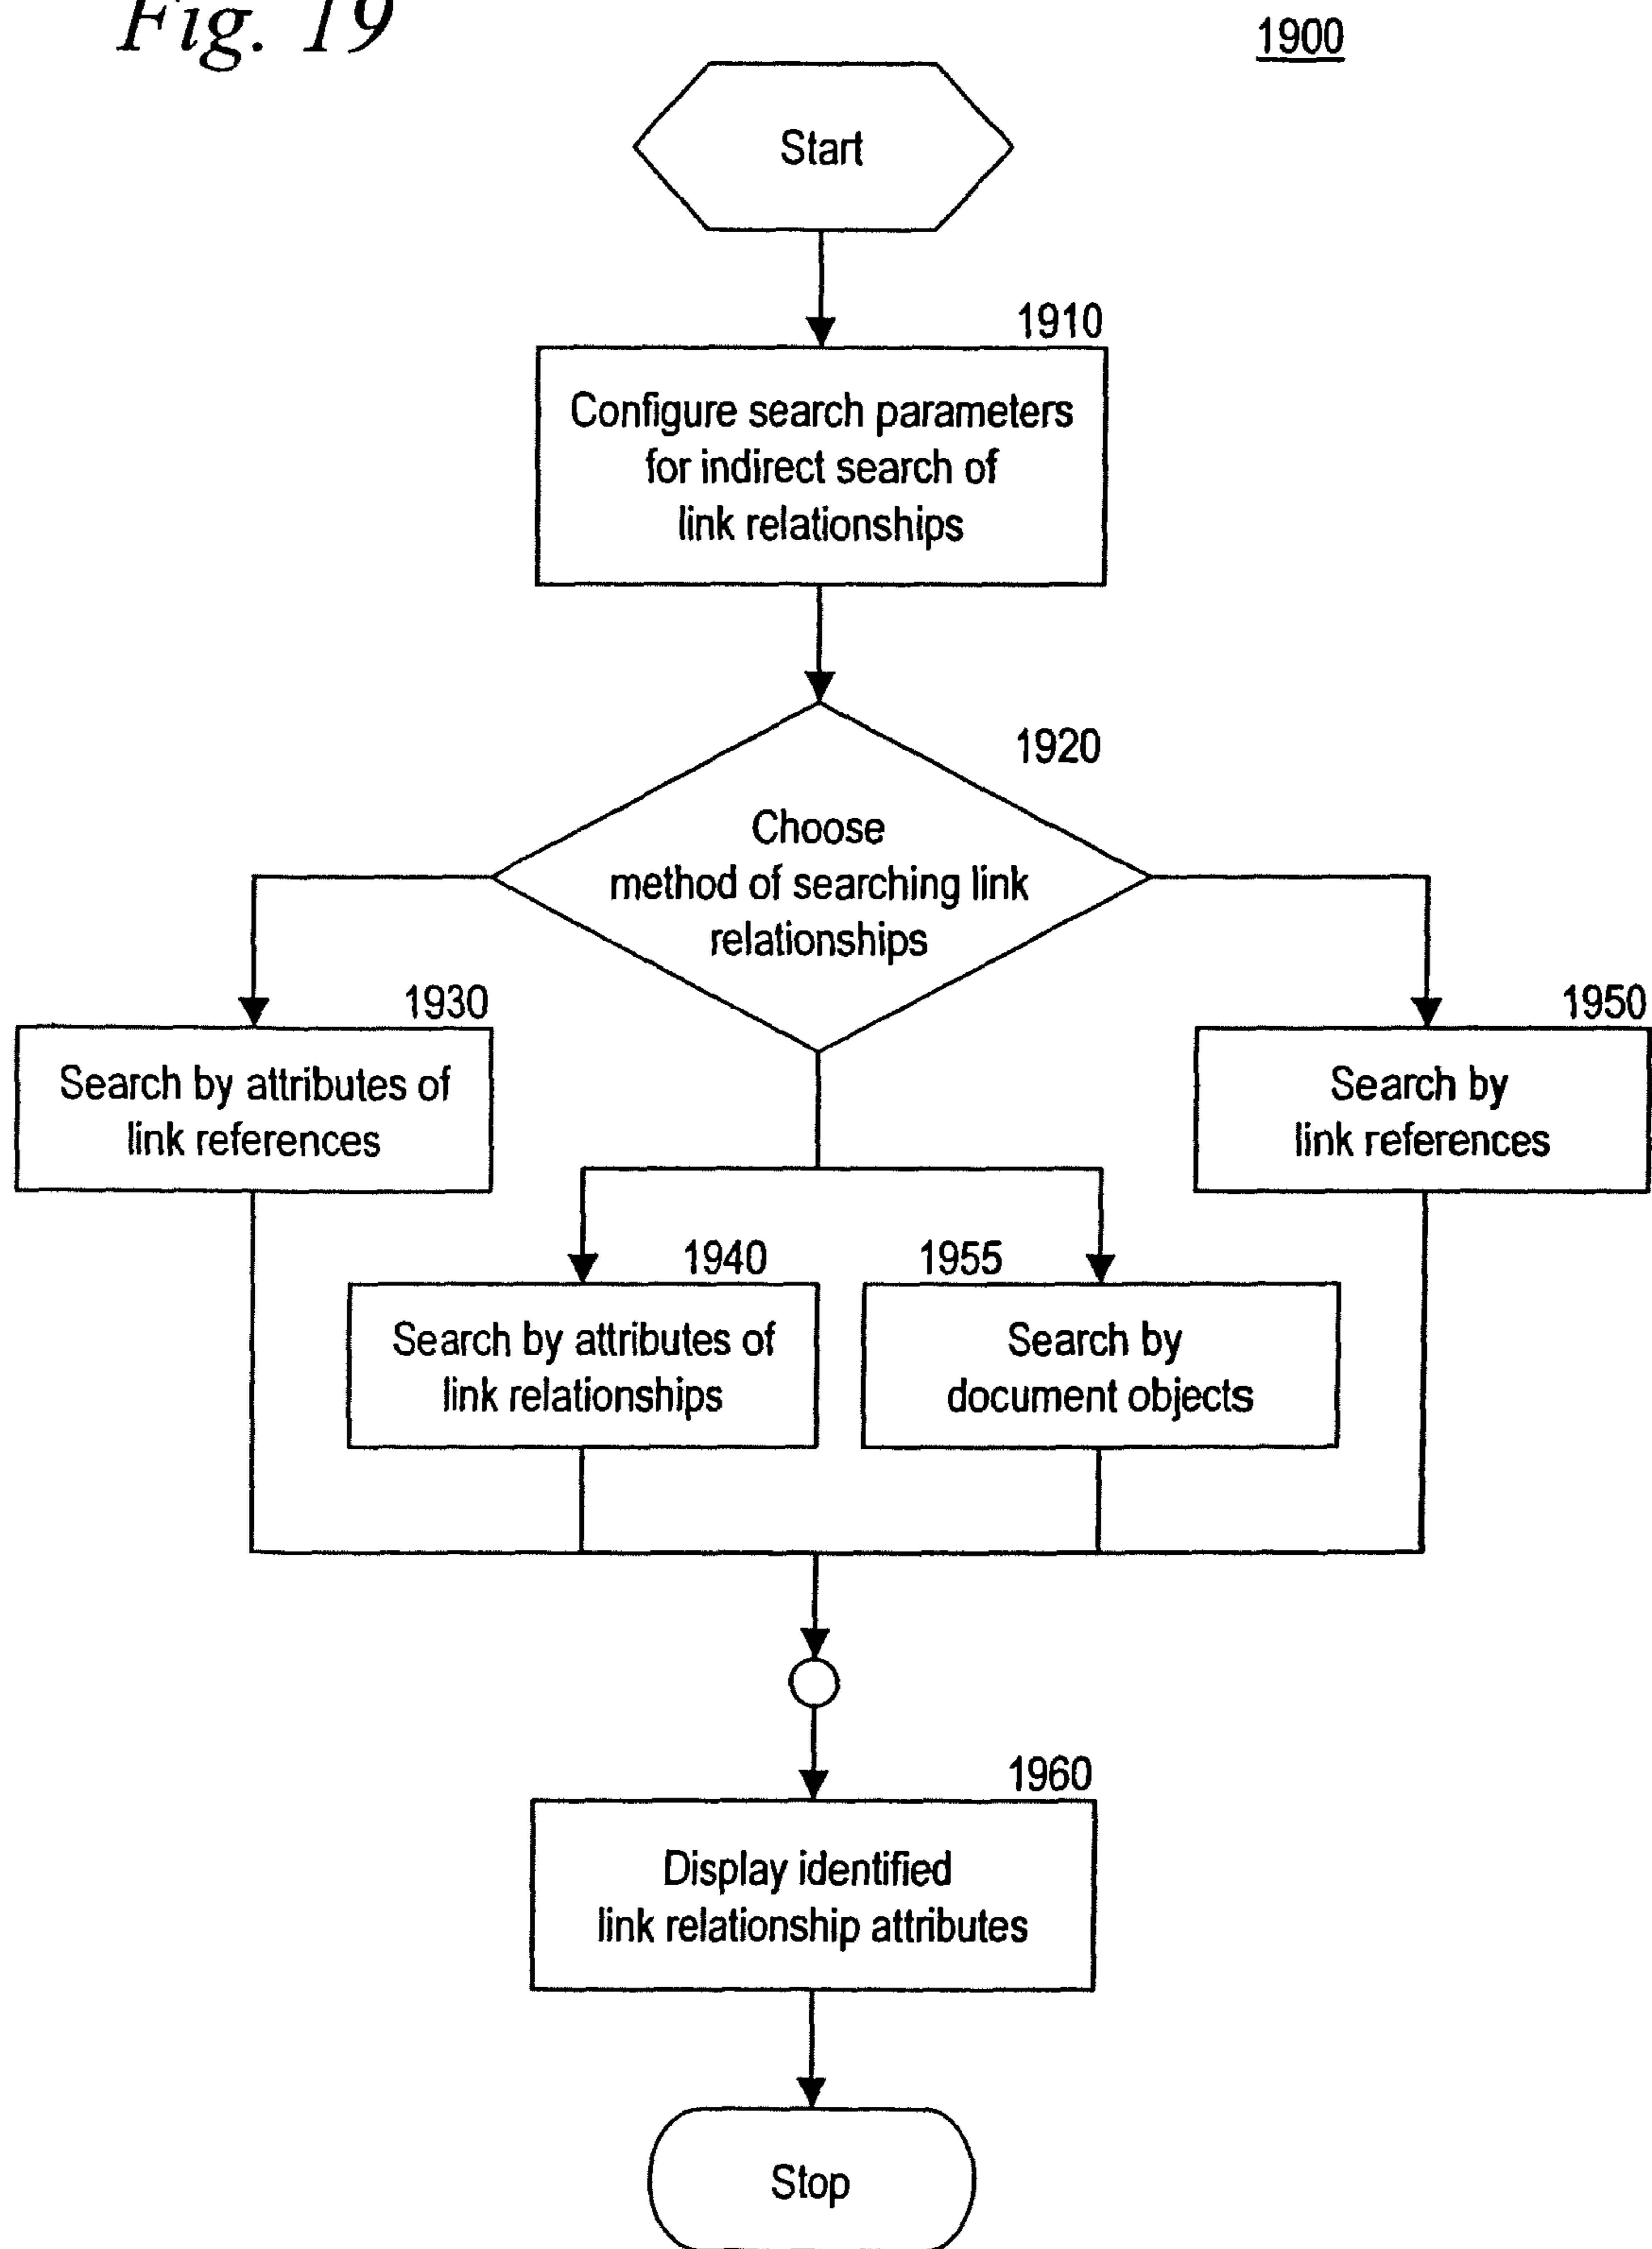 Fig. 19
1900
Start
1910
Configure search parameters
for indirect search of
link relationships
1920
Choose
method of searching link
relationships
1930
Search by attributes of
link references
1950
Search by
link references
1940
Search by attributes of
link relationships
1955
Search by
document objects
1960
Display identified
link relationship attributes
Stop